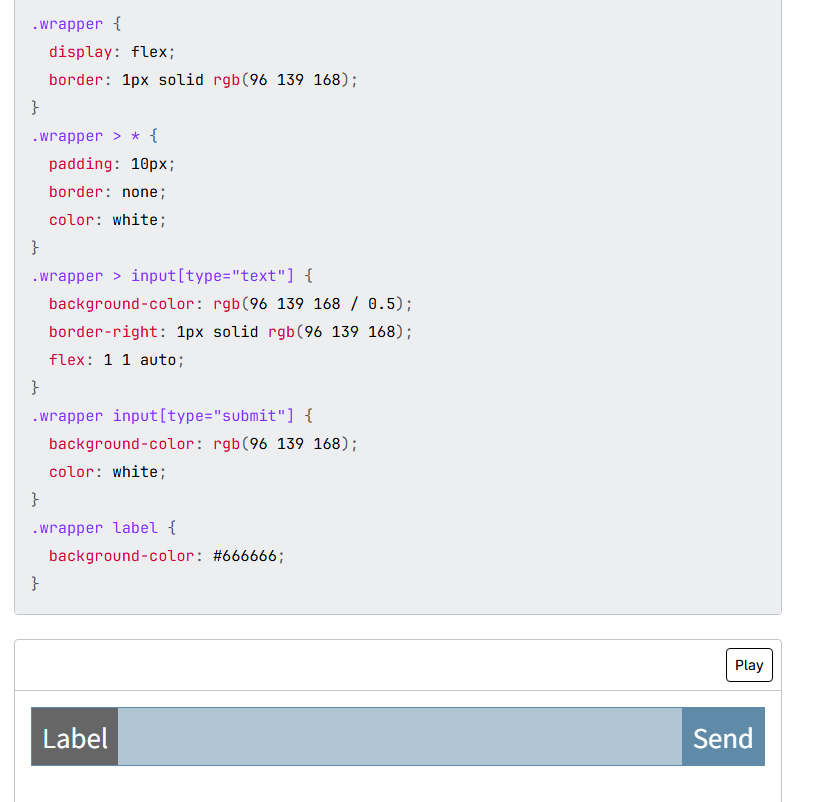 .wrapper {
  display: flex;
  border: 1px solid rgb(96 139 168);
}
.wrapper > * {
  padding: 10px;
  border: none;
  color: white;
}
.wrapper > input[type="text"] {
  background-color: rgb(96 139 168 / 0.5);
  border-right: 1px solid rgb(96 139 168);
  flex: 1 1 auto;
}
.wrapper input[type="submit"] {
  background-color: rgb(96 139 168);
  color: white;
}
.wrapper label {
  background-color: #666666;
}
Play
Label Send